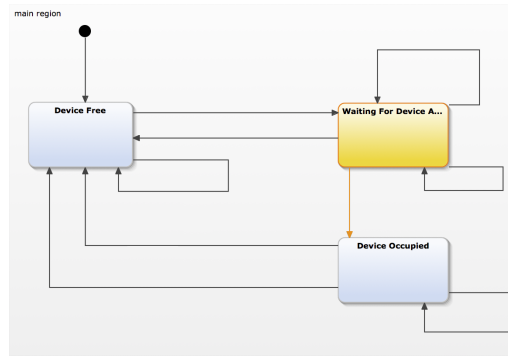 main region
Device Free
Waiting For Device A...
Device Occupied